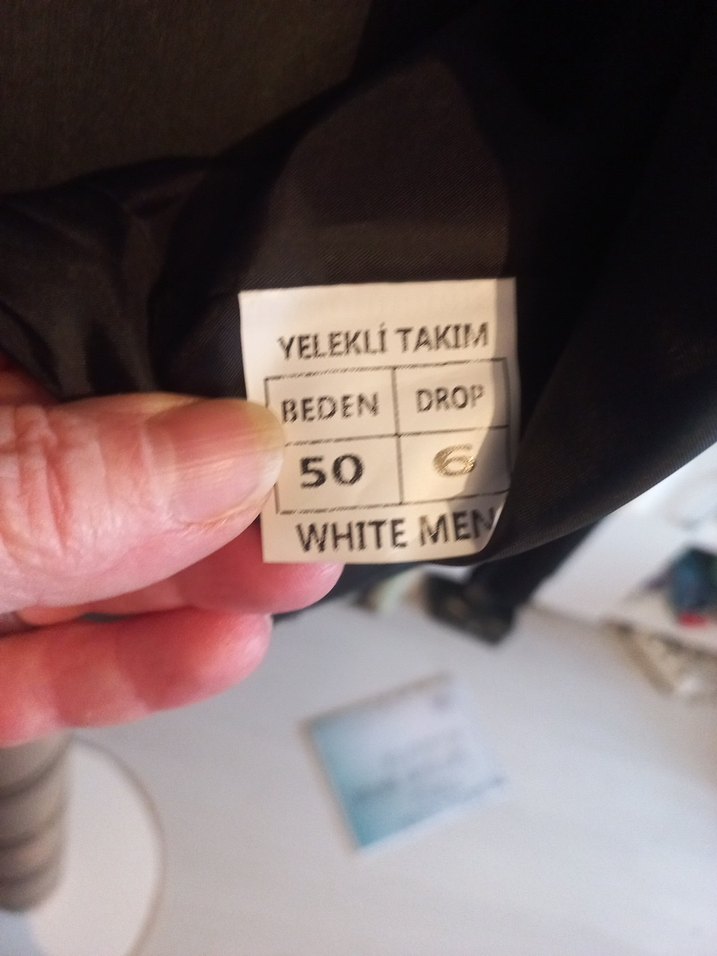 YELEKLİ TAKIM
BEDEN DROP
50 6
WHITE MEN